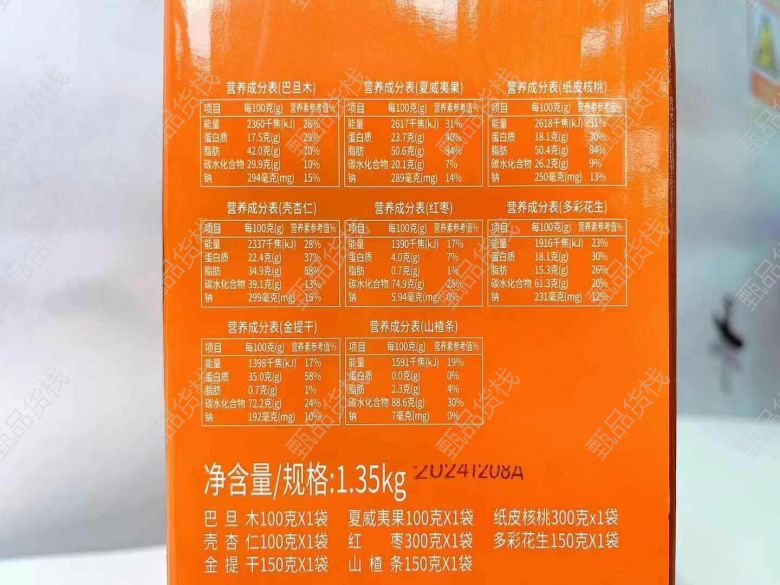 营养成分表(巴旦木)
项目 每100克(g) 营养素参考值%
能量 2360千焦(kJ) 28%
蛋白质 17.5克(g) 29%
脂肪 42.0克(g) 70%
碳水化合物 29.9克(g) 10%
钠 294毫克(mg) 15%
营养成分表(夏威夷果)
项目 每100克(g) 营养素参考值%
能量 2617千焦(kJ) 31%
蛋白质 23.7克(g) 40%
脂肪 50.6克(g) 84%
碳水化合物 20.1克(g) 7%
钠 289毫克(mg) 14%
营养成分表(纸皮核桃)
项目 每100克(g) 营养素参考值%
能量 2618千焦(kJ) 31%
蛋白质 18.1克(g) 30%
脂肪 50.4克(g) 84%
碳水化合物 26.2克(g) 9%
钠 250毫克(mg) 13%
营养成分表(壳杏仁)
项目 每100克(g) 营养素参考值%
能量 2337千焦(kJ) 28%
蛋白质 22.4克(g) 37%
脂肪 34.9克(g) 58%
碳水化合物 39.1克(g) 13%
钠 299毫克(mg) 15%
营养成分表(红枣)
项目 每100克(g) 营养素参考值%
能量 1390千焦(kJ) 17%
蛋白质 4.0克(g) 7%
脂肪 0.7克(g) 1%
碳水化合物 74.9克(g) 25%
钠 5.94毫克(mg) 0%
营养成分表(多彩花生)
项目 每100克(g) 营养素参考值%
能量 1916千焦(kJ) 23%
蛋白质 18.1克(g) 30%
脂肪 15.3克(g) 26%
碳水化合物 61.3克(g) 20%
钠 231毫克(mg) 12%
营养成分表(金提干)
项目 每100克(g) 营养素参考值%
能量 1398千焦(kJ) 17%
蛋白质 35.0克(g) 58%
脂肪 0.7克(g) 1%
碳水化合物 72.2克(g) 24%
钠 192毫克(mg) 10%
营养成分表(山楂条)
项目 每100克(g) 营养素参考值%
能量 1591千焦(kJ) 19%
蛋白质 0.0克(g) 0%
脂肪 2.3克(g) 4%
碳水化合物 88.6克(g) 30%
钠 7毫克(mg) 0%
净含量/规格:1.35kg 20241208A
巴旦木100克X1袋 夏威夷果100克X1袋 纸皮核桃300克x1袋
壳杏仁100克X1袋 红枣300克X1袋 多彩花生150克X1袋
金提干150克X1袋 山楂条150克X1袋
甄品货栈